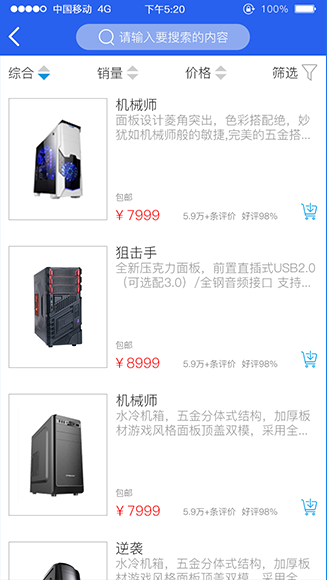 中国移动 4G 下午5:20 100%
请输入要搜索的内容
综合 销量 价格 筛选
机械师
面板设计菱角突出，色彩搭配绝，妙
犹如机械师般的敏捷,完美的五金搭...
包邮
￥7999 5.9万+条评价 好评98%
狙击手
全新压克力面板，前置直插式USB2.0
（可选配3.0）/全钢音频接口 支持...
包邮
￥8999 5.9万+条评价 好评98%
机械师
水冷机箱，五金分体式结构，加厚板
材游戏风格面板顶盖双模，采用全...
包邮
￥7999 5.9万+条评价 好评98%
逆袭
水冷机箱，五金分体式结构，加厚板
材游戏风格面板顶盖双模，采用全...